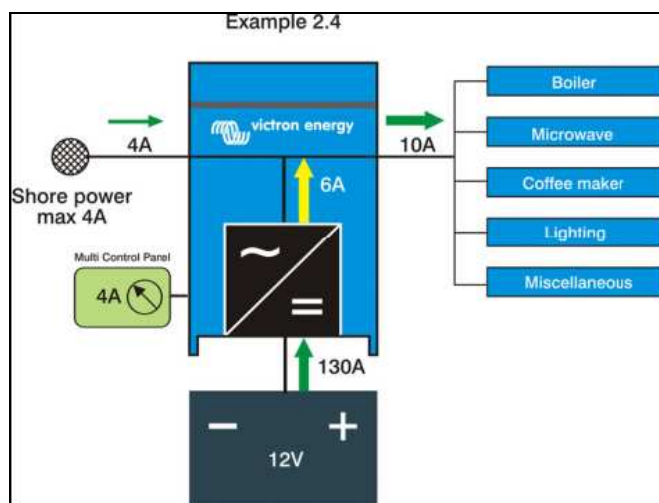 Example 2.4
victron energy
4A
10A
Shore power
max 4A
6A
Multi Control Panel
4A
130A
12V
Boiler
Microwave
Coffee maker
Lighting
Miscellaneous